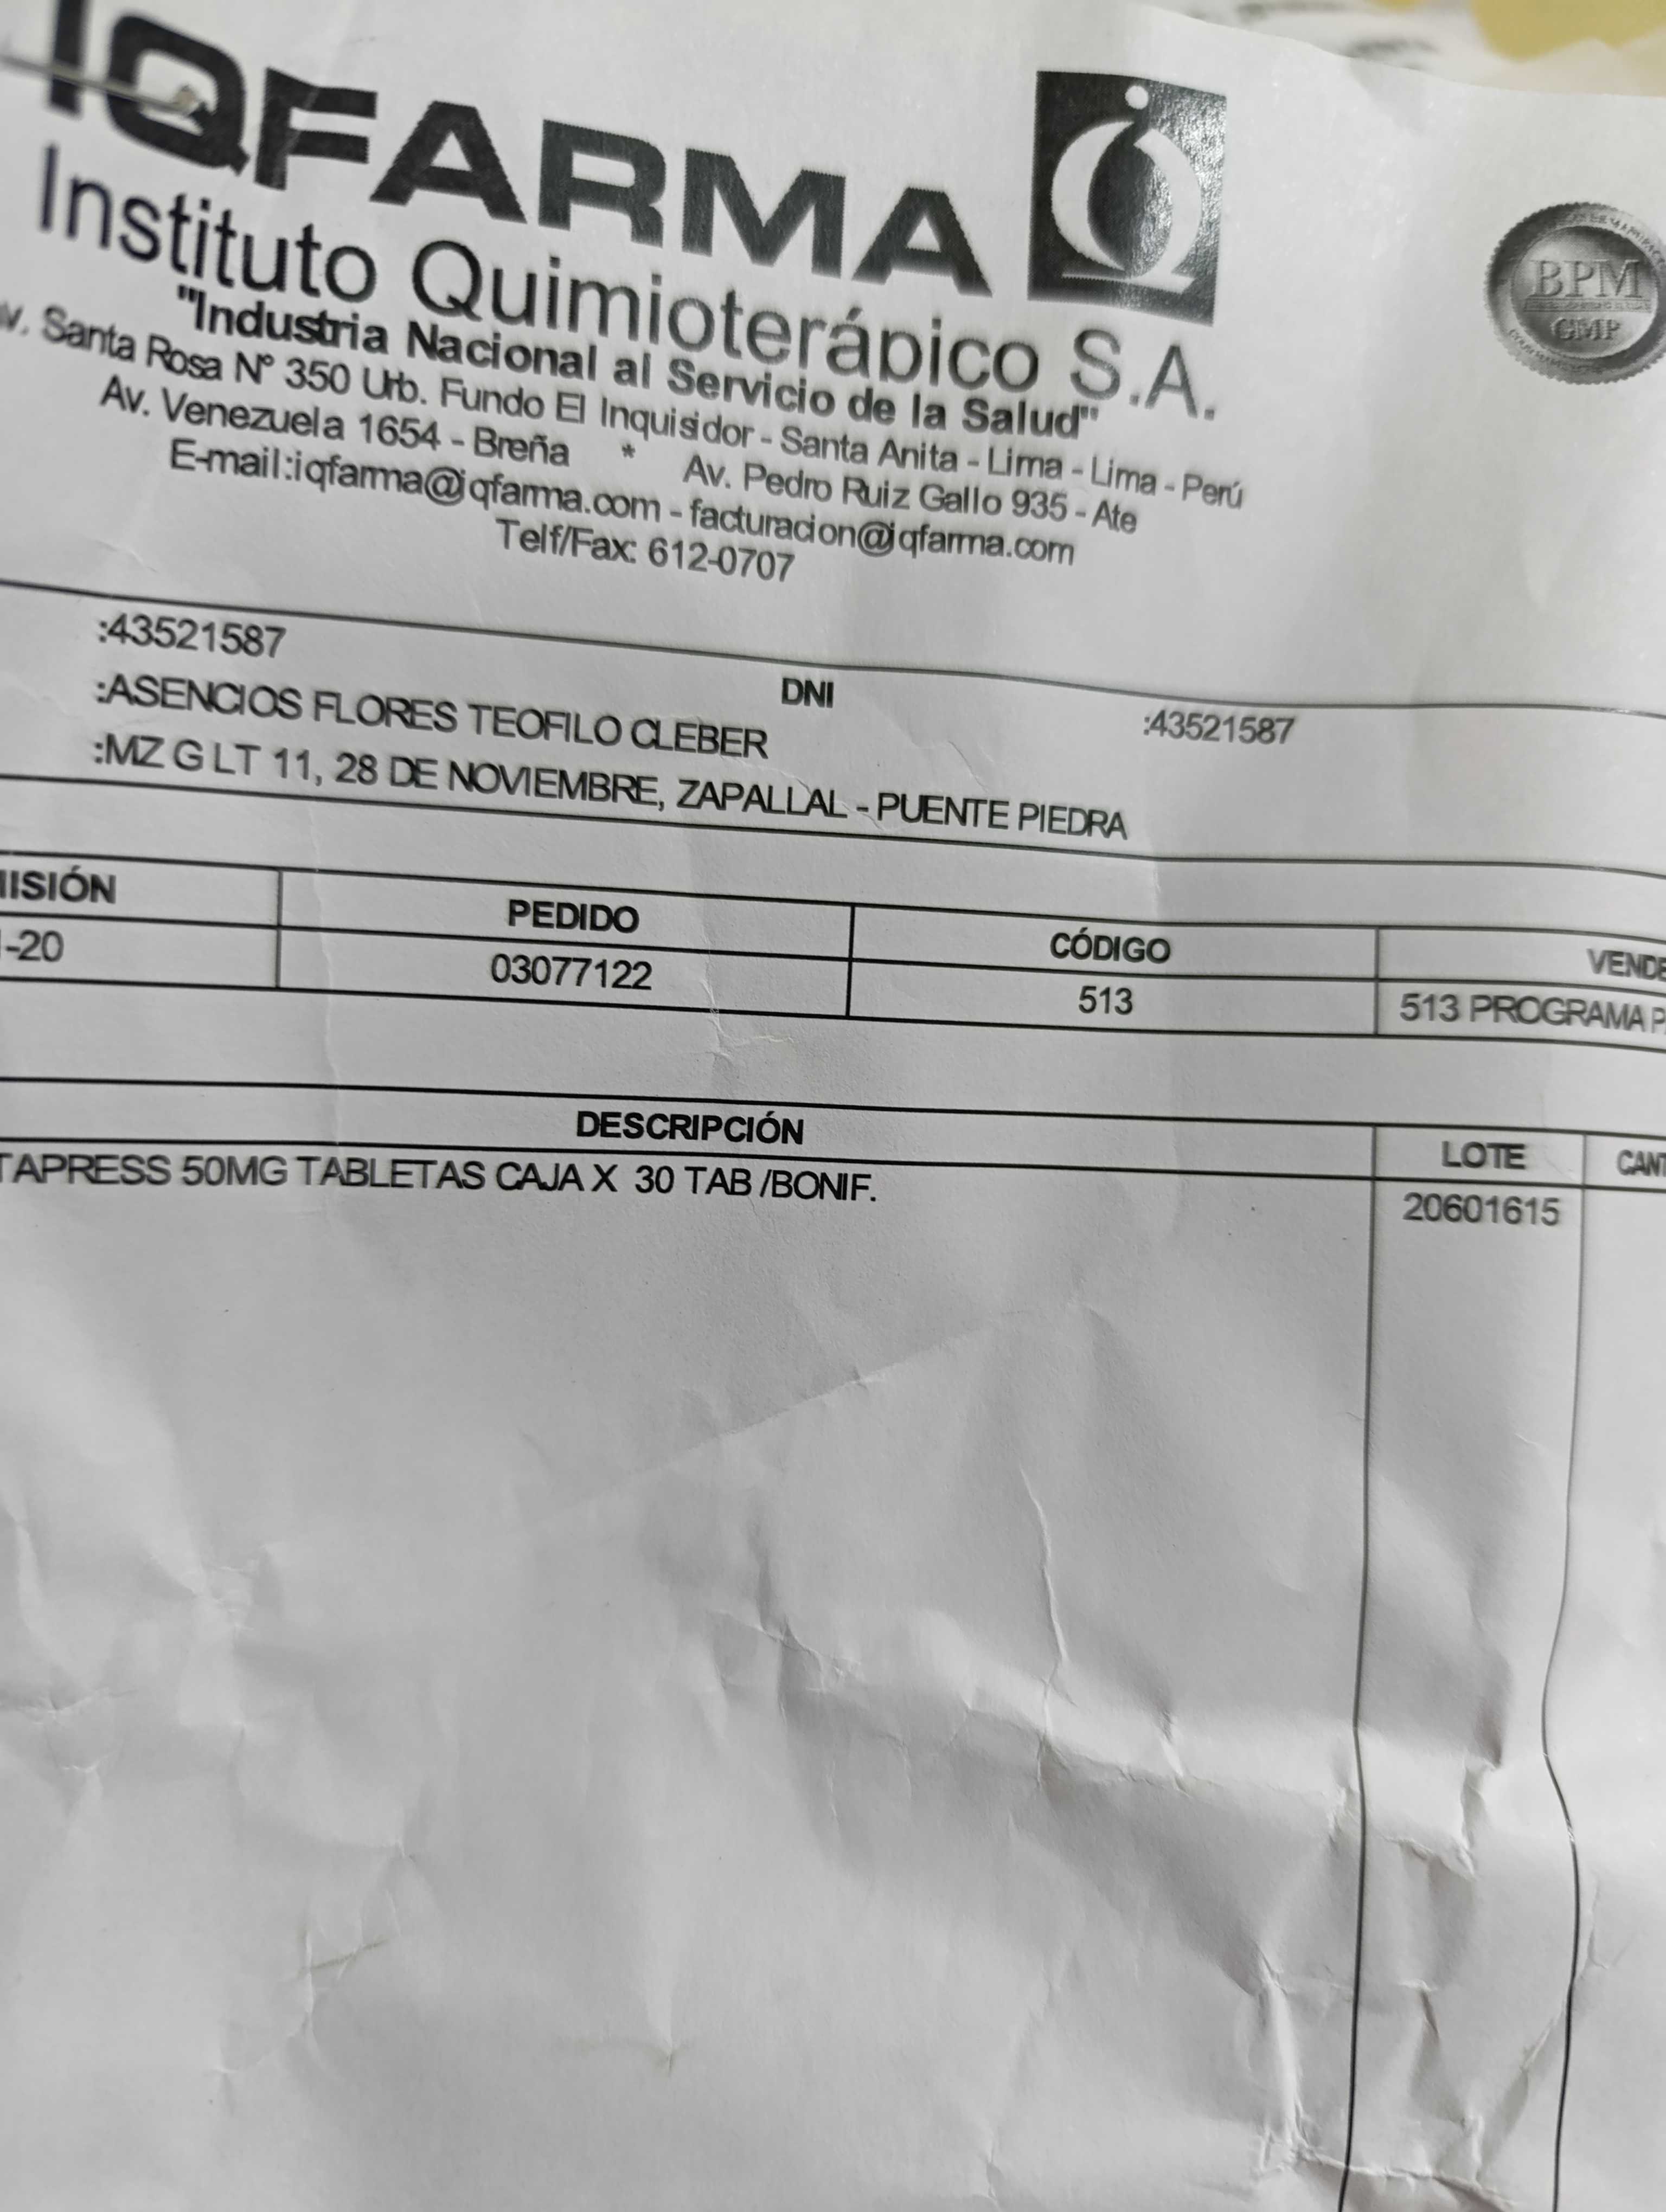 IQFARMA
Instituto Quimioterápico S.A.
"Industria Nacional al Servicio de la Salud"
Av. Santa Rosa N° 350 Urb. Fundo El Inquisidor - Santa Anita - Lima - Lima - Perú
Av. Venezuela 1654 - Breña * Av. Pedro Ruiz Gallo 935 - Ate
E-mail:iqfarma@iqfarma.com - facturacion@iqfarma.com
Telf/Fax: 612-0707
BPM
GMP
:43521587 DNI :43521587
:ASENCIOS FLORES TEOFILO CLEBER
:MZ G LT 11, 28 DE NOVIEMBRE, ZAPALLAL - PUENTE PIEDRA
ISIÓN PEDIDO CÓDIGO VENDE
-20 03077122 513 513 PROGRAMA P
DESCRIPCIÓN LOTE CANT
TAPRESS 50MG TABLETAS CAJA X 30 TAB /BONIF. 20601615